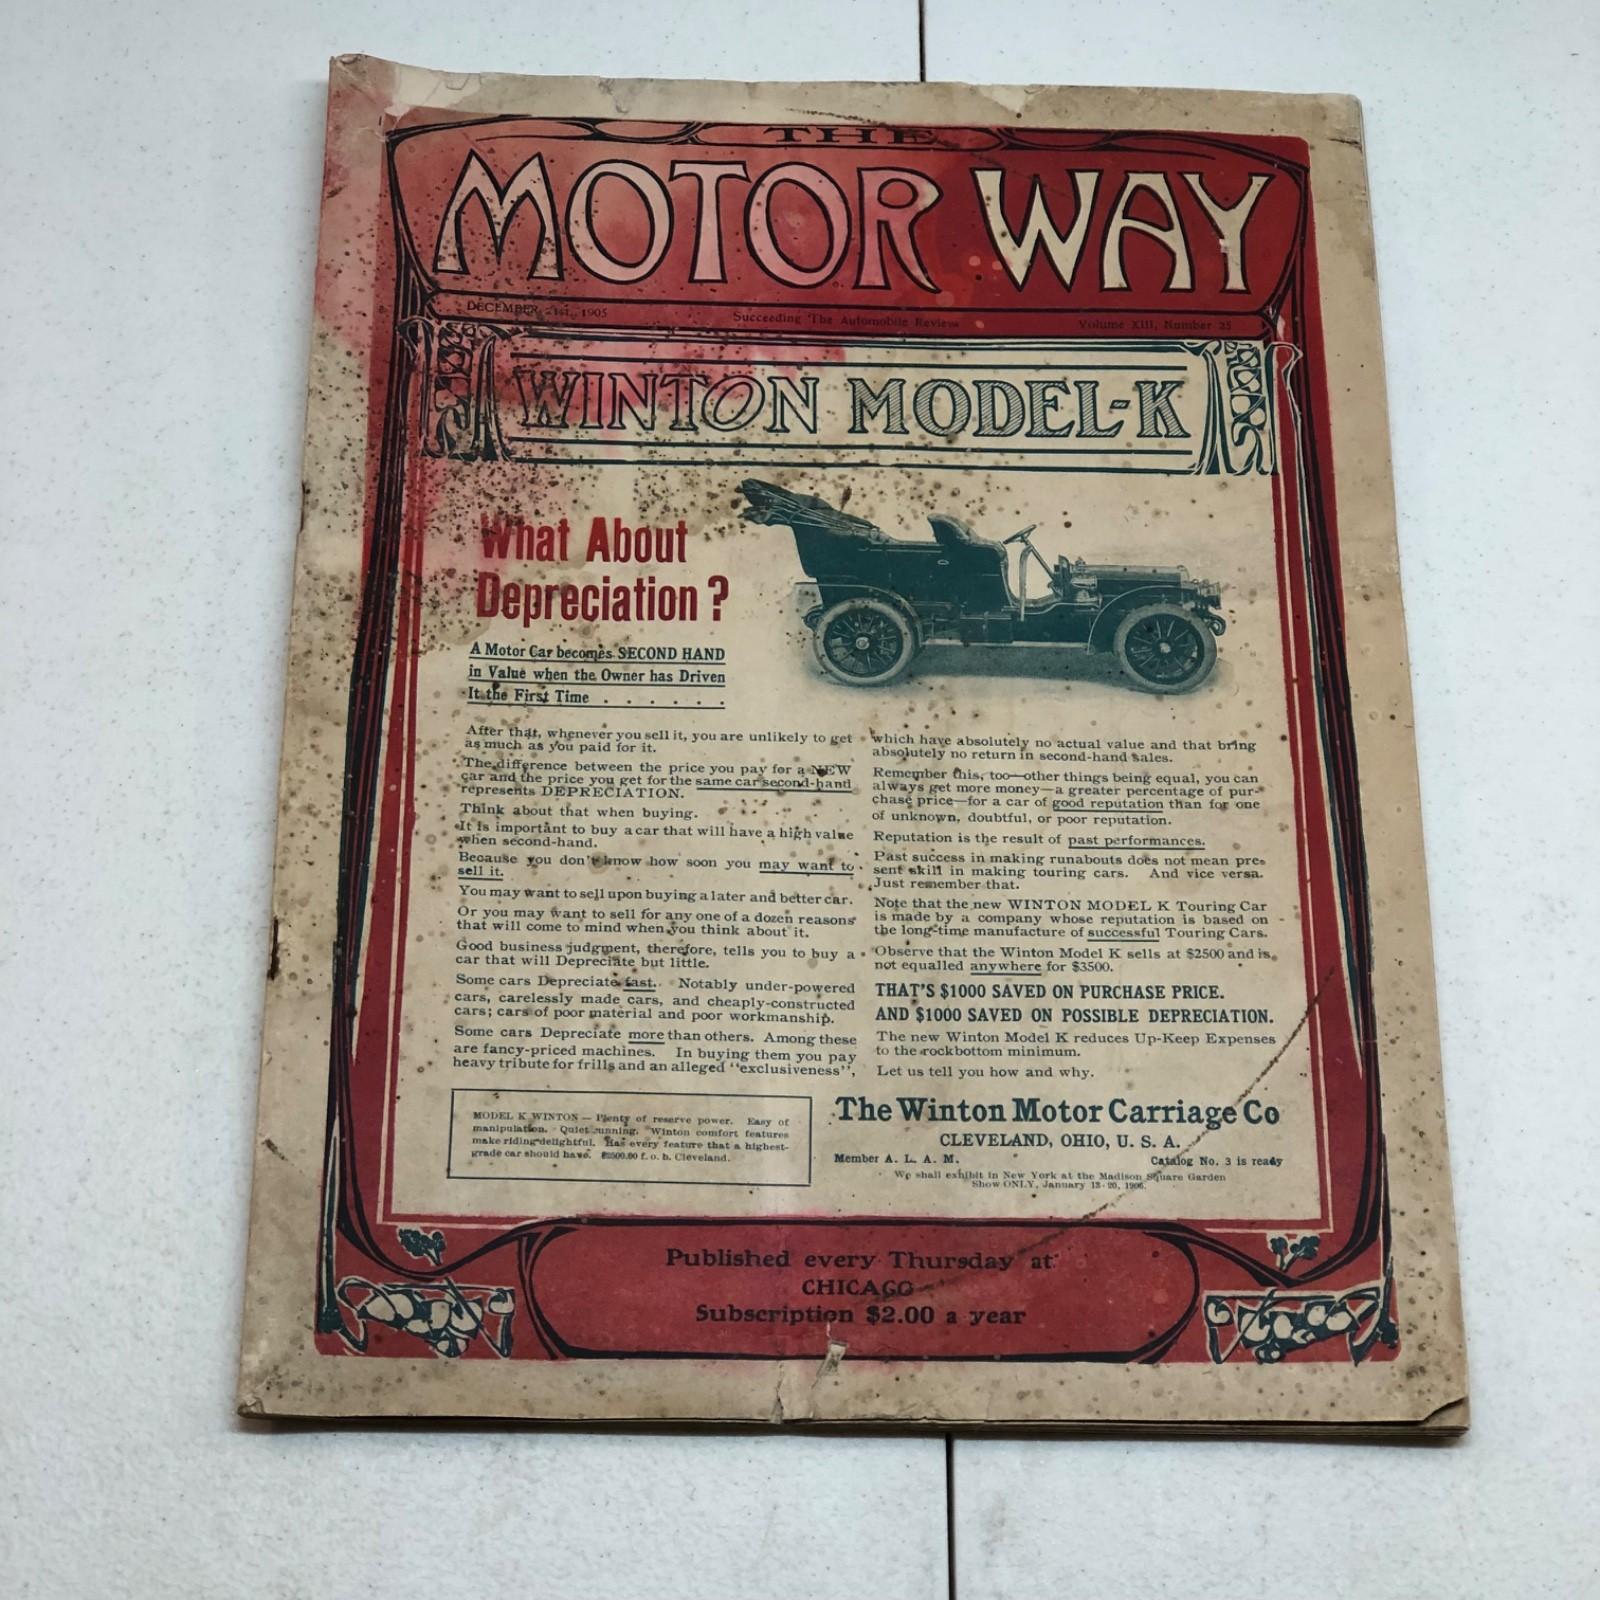 THE
MOTOR WAY
DECEMBER 21st, 1905
Succeeding The Automobile Review
Volume XIII, Number 25
WINTON MODEL-K
What About
Depreciation?
A Motor Car becomes SECOND HAND
in Value when the Owner has Driven
It the First Time . . . . . .
After that, whenever you sell it, you are unlikely to get
as much as you paid for it.
The difference between the price you pay for a NEW
car and the price you get for the same car second-hand
represents DEPRECIATION.
Think about that when buying.
It is important to buy a car that will have a high value
when second-hand.
Because you don't know how soon you may want to
sell it.
You may want to sell upon buying a later and better car.
Or you may want to sell for any one of a dozen reasons
that will come to mind when you think about it.
Good business judgment, therefore, tells you to buy a
car that will Depreciate but little.
Some cars Depreciate fast. Notably under-powered
cars, carelessly made cars, and cheaply-constructed
cars; cars of poor material and poor workmanship.
Some cars Depreciate more than others. Among these
are fancy-priced machines. In buying them you pay
heavy tribute for frills and an alleged "exclusiveness",
which have absolutely no actual value and that bring
absolutely no return in second-hand sales.
Remember this, too—other things being equal, you can
always get more money—a greater percentage of pur-
chase price—for a car of good reputation than for one
of unknown, doubtful, or poor reputation.
Reputation is the result of past performances.
Past success in making runabouts does not mean pre-
sent skill in making touring cars. And vice versa.
Just remember that.
Note that the new WINTON MODEL K Touring Car
is made by a company whose reputation is based on
the long-time manufacture of successful Touring Cars.
Observe that the Winton Model K sells at $2500 and is
not equalled anywhere for $3500.
THAT'S $1000 SAVED ON PURCHASE PRICE.
AND $1000 SAVED ON POSSIBLE DEPRECIATION.
The new Winton Model K reduces Up-Keep Expenses
to the rockbottom minimum.
Let us tell you how and why.
MODEL K WINTON — Plenty of reserve power. Easy of
manipulation. Quiet running. Winton comfort features
make riding delightful. Has every feature that a highest-
grade car should have. $2500.00 f. o. b. Cleveland.
The Winton Motor Carriage Co
CLEVELAND, OHIO, U. S. A.
Member A. L. A. M.
Catalog No. 3 is ready
We shall exhibit in New York at the Madison Square Garden
Show ONLY, January 13-20, 1906.
Published every Thursday at
CHICAGO
Subscription $2.00 a year